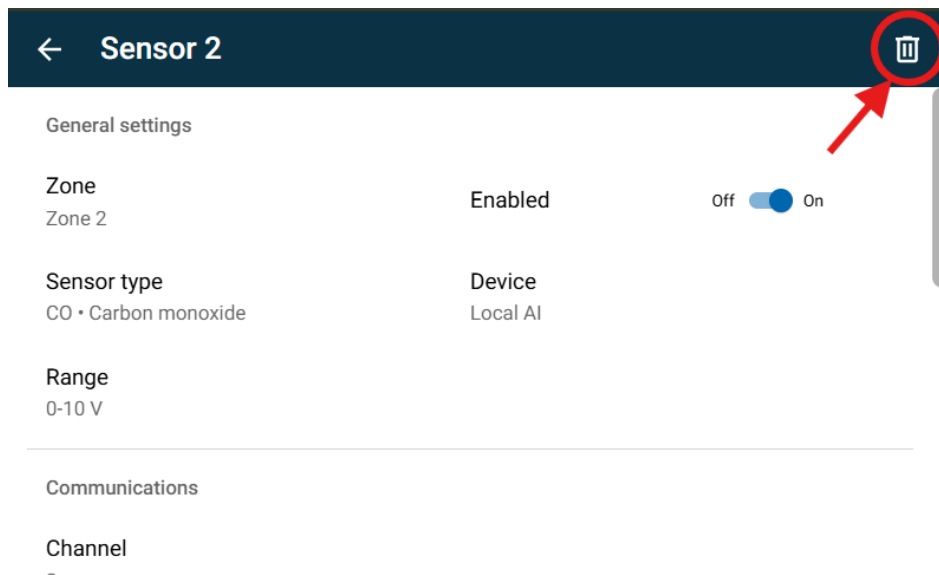 Sensor 2
General settings
Zone
Zone 2
Enabled
Off On
Sensor type
CO • Carbon monoxide
Device
Local AI
Range
0-10 V
Communications
Channel